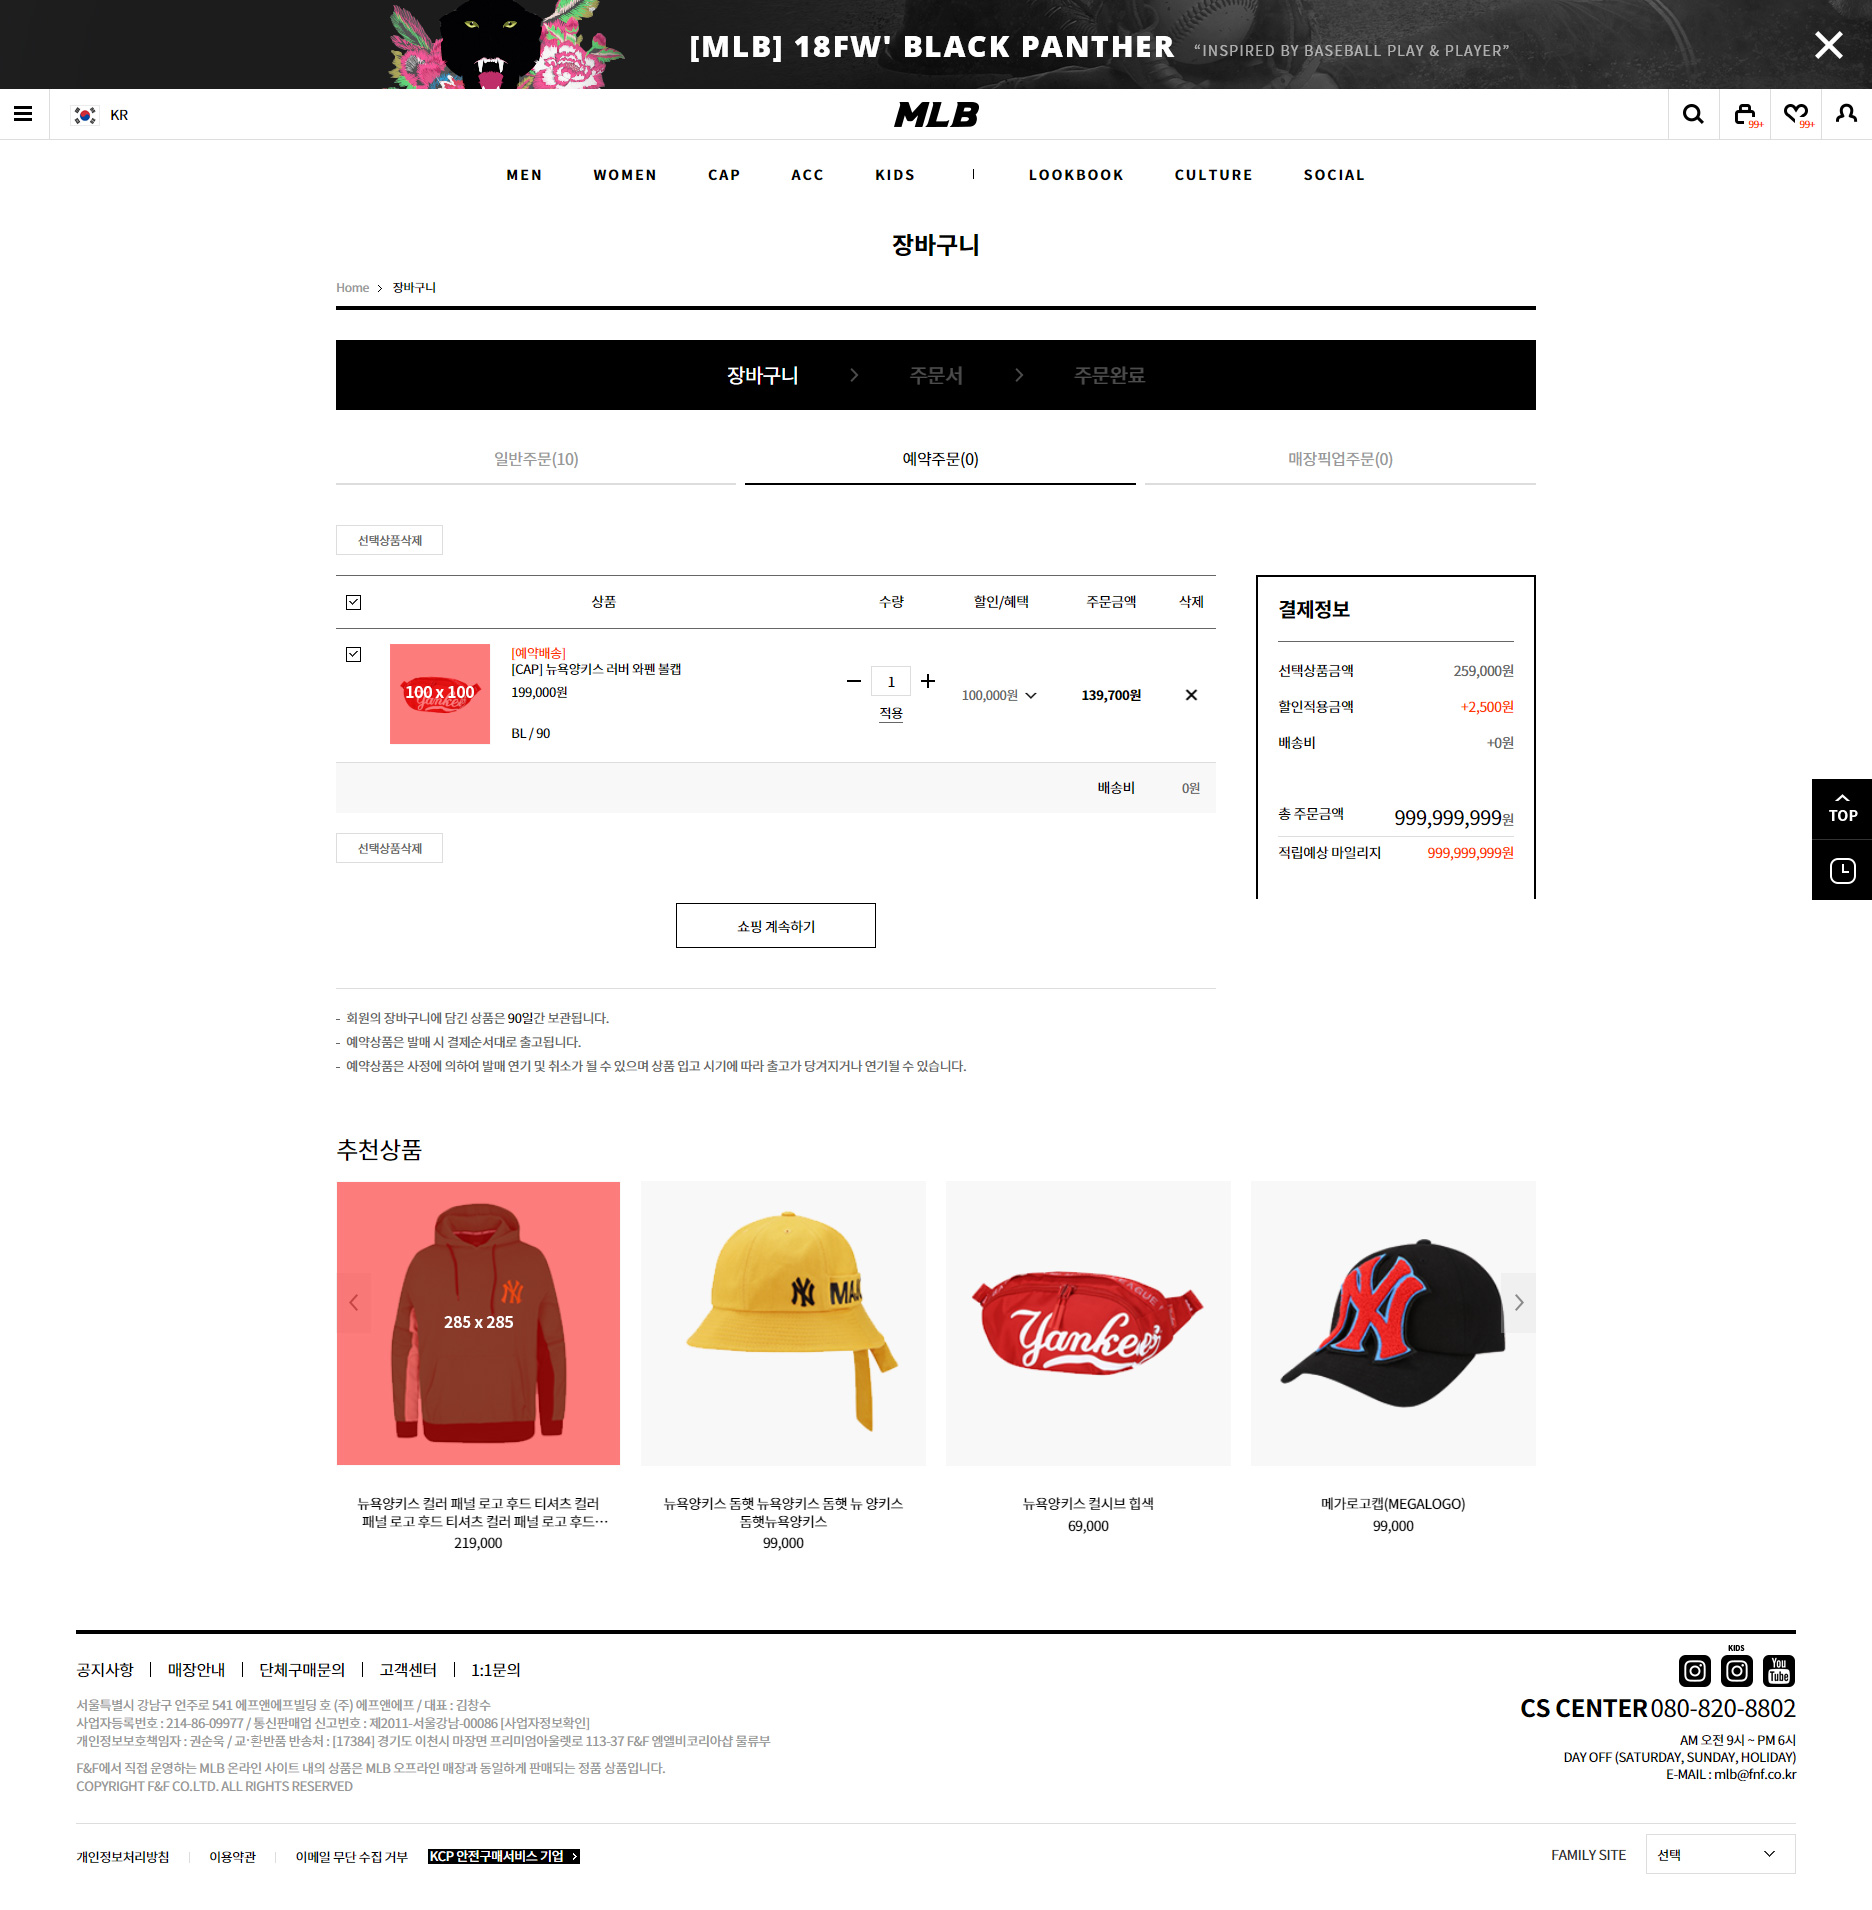 [MLB] 18FW' BLACK PANTHER “INSPIRED BY BASEBALL PLAY & PLAYER”
KR
MLB
99+ 99+
MEN WOMEN CAP ACC KIDS LOOKBOOK CULTURE SOCIAL
장바구니
Home > 장바구니
장바구니 > 주문서 > 주문완료
일반주문(10) 예약주문(0) 매장픽업주문(0)
선택상품삭제
상품 수량 할인/혜택 주문금액 삭제
[예약배송]
[CAP] 뉴욕양키스 러버 와펜 볼캡
199,000원
BL / 90
100 x 100
1
적용
100,000원
139,700원
배송비 0원
선택상품삭제
쇼핑 계속하기
결제정보
선택상품금액 259,000원
할인적용금액 +2,500원
배송비 +0원
총 주문금액 999,999,999원
적립예상 마일리지 999,999,999원
TOP
- 회원의 장바구니에 담긴 상품은 90일간 보관됩니다.
- 예약상품은 발매 시 결제순서대로 출고됩니다.
- 예약상품은 사정에 의하여 발매 연기 및 취소가 될 수 있으며 상품 입고 시기에 따라 출고가 당겨지거나 연기될 수 있습니다.
추천상품
285 x 285
Yankees
뉴욕양키스 컬러 패널 로고 후드 티셔츠 컬러
패널 로고 후드 티셔츠 컬러 패널 로고 후드…
219,000
뉴욕양키스 돔햇 뉴욕양키스 돔햇 뉴 양키스
돔햇뉴욕양키스
99,000
뉴욕양키스 컬시브 힙색
69,000
메가로고캡(MEGALOGO)
99,000
공지사항 매장안내 단체구매문의 고객센터 1:1문의
서울특별시 강남구 언주로 541 에프앤에프빌딩 호 (주) 에프앤에프 / 대표 : 김창수
사업자등록번호 : 214-86-09977 / 통신판매업 신고번호 : 제2011-서울강남-00086 [사업자정보확인]
개인정보보호책임자 : 권순욱 / 교·환반품 반송처 : [17384] 경기도 이천시 마장면 프리미엄아울렛로 113-37 F&F 엠엘비코리아샵 물류부
F&F에서 직접 운영하는 MLB 온라인 사이트 내의 상품은 MLB 오프라인 매장과 동일하게 판매되는 정품 상품입니다.
COPYRIGHT F&F CO.LTD. ALL RIGHTS RESERVED
KIDS
You Tube
CS CENTER 080-820-8802
AM 오전 9시 ~ PM 6시
DAY OFF (SATURDAY, SUNDAY, HOLIDAY)
E-MAIL : mlb@fnf.co.kr
개인정보처리방침 이용약관 이메일 무단 수집 거부 KCP 안전구매서비스 기업 >
FAMILY SITE 선택